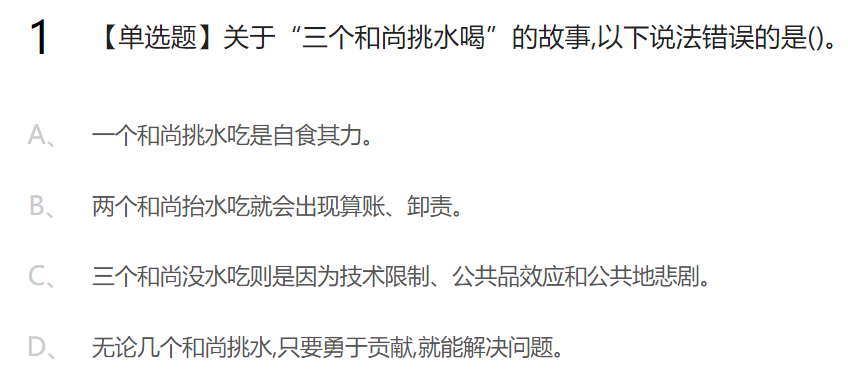 1 【单选题】关于“三个和尚挑水喝”的故事,以下说法错误的是()。
A、 一个和尚挑水吃是自食其力。
B、 两个和尚抬水吃就会出现算账、卸责。
C、 三个和尚没水吃则是因为技术限制、公共品效应和公共地悲剧。
D、 无论几个和尚挑水,只要勇于贡献,就能解决问题。